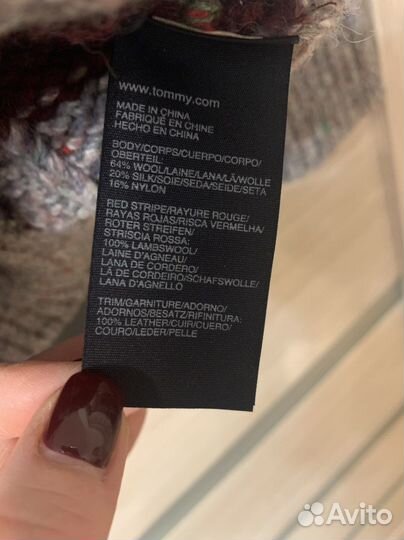 www.tommy.com
MADE IN CHINA
FABRIQUÉ EN CHINE
HECHO EN CHINA
BODY/CORPS/CUERPO/CORPO/
OBERTEIL:
64% WOOL/LAINE/LANA/LÃ/WOLLE
20% SILK/SOIE/SEDA/SEIDE/SETA
16% NYLON
RED STRIPE/RAYURE ROUGE/
RAYAS ROJAS/RISCA VERMELHA/
ROTER STREIFEN/
STRISCIA ROSSA:
100% LAMBSWOOL/
LAINE D'AGNEAU/
LANA DE CORDERO/
LÃ DE CORDEIRO/SCHAFSWOLLE/
LANA D'AGNELLO
TRIM/GARNITURE/ADORNO/
ADORNOS/BESATZ/RIFINITURA:
100% LEATHER/CUIR/CUERO/
COURO/LEDER/PELLE
Avito